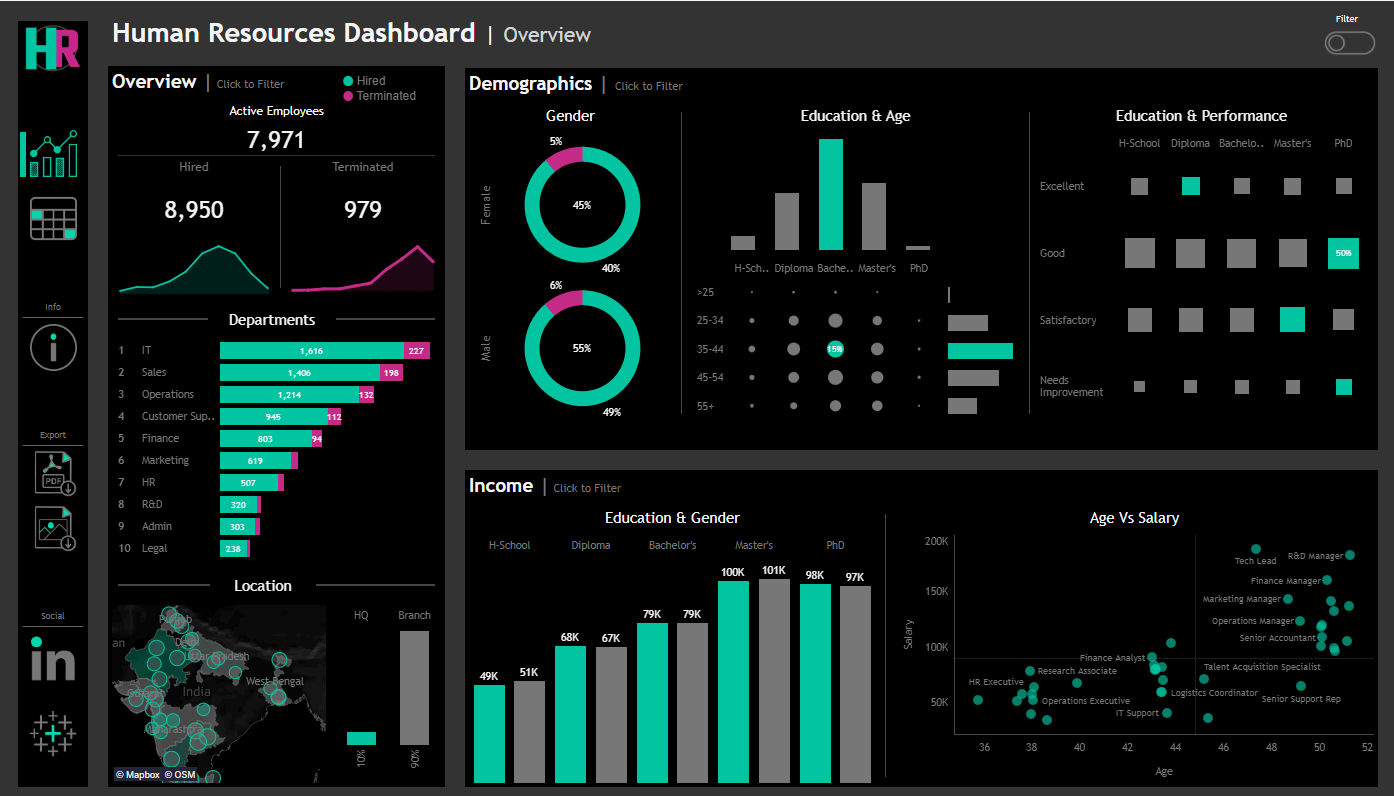 HR
Human Resources Dashboard | Overview
Filter
Overview | Click to Filter
Hired
Terminated
Active Employees
7,971
Hired
Terminated
8,950
979
Departments
1 IT 1,616 227
2 Sales 1,406 198
3 Operations 1,214 132
4 Customer Sup.. 945 112
5 Finance 803 94
6 Marketing 619
7 HR 507
8 R&D 320
9 Admin 303
10 Legal 238
Location
HQ
Branch
Punjab
Delhi
Uttar Pradesh
West Bengal
India
Gujarat
Maharashtra
10%
90%
© Mapbox © OSM
Info
Export
PDF
Social
in
Demographics | Click to Filter
Gender
Female
5%
45%
40%
Male
6%
55%
49%
Education & Age
H-Sch.. Diploma Bache.. Master's PhD
>25
25-34
35-44 15%
45-54
55+
Education & Performance
H-School Diploma Bachelo.. Master's PhD
Excellent
Good 50%
Satisfactory
Needs
Improvement
Income | Click to Filter
Education & Gender
H-School Diploma Bachelor's Master's PhD
49K 51K 68K 67K 79K 79K 100K 101K 98K 97K
Age Vs Salary
Salary
200K
150K
100K
50K
Tech Lead
R&D Manager
Finance Manager
Marketing Manager
Operations Manager
Senior Accountant
Finance Analyst
Talent Acquisition Specialist
Research Associate
HR Executive
Logistics Coordinator
Operations Executive
Senior Support Rep
IT Support
36 38 40 42 44 46 48 50 52
Age